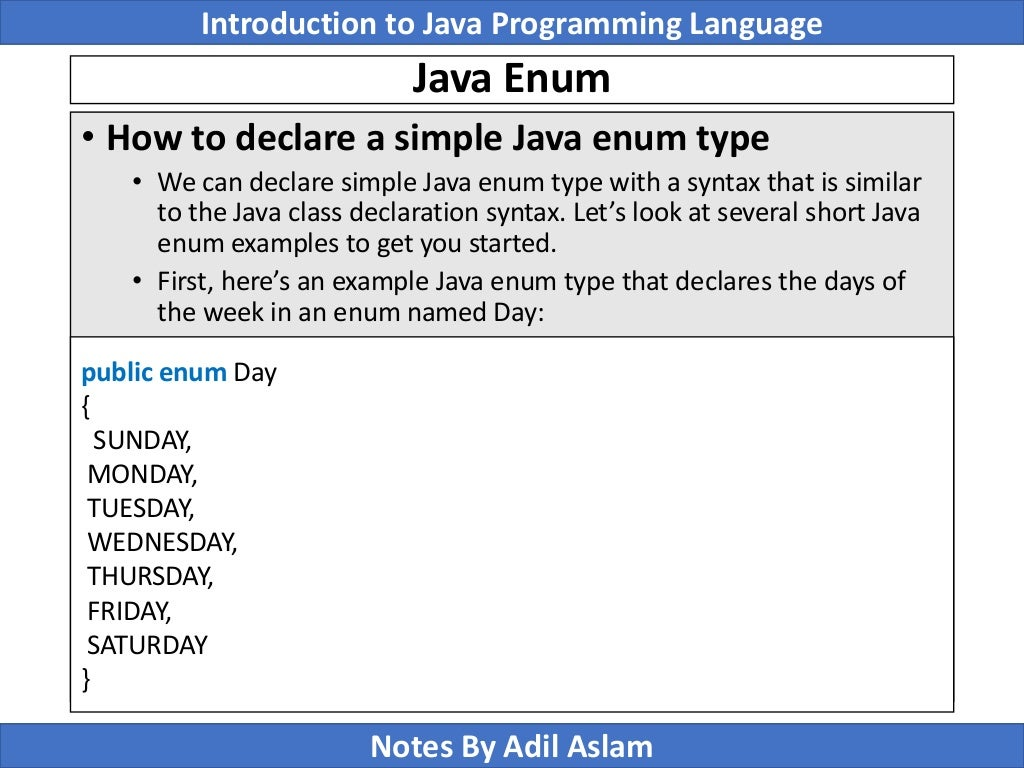 Introduction to Java Programming Language
Java Enum
• How to declare a simple Java enum type
• We can declare simple Java enum type with a syntax that is similar
to the Java class declaration syntax. Let’s look at several short Java
enum examples to get you started.
• First, here’s an example Java enum type that declares the days of
the week in an enum named Day:
public enum Day
{
SUNDAY,
MONDAY,
TUESDAY,
WEDNESDAY,
THURSDAY,
FRIDAY,
SATURDAY
}
Notes By Adil Aslam